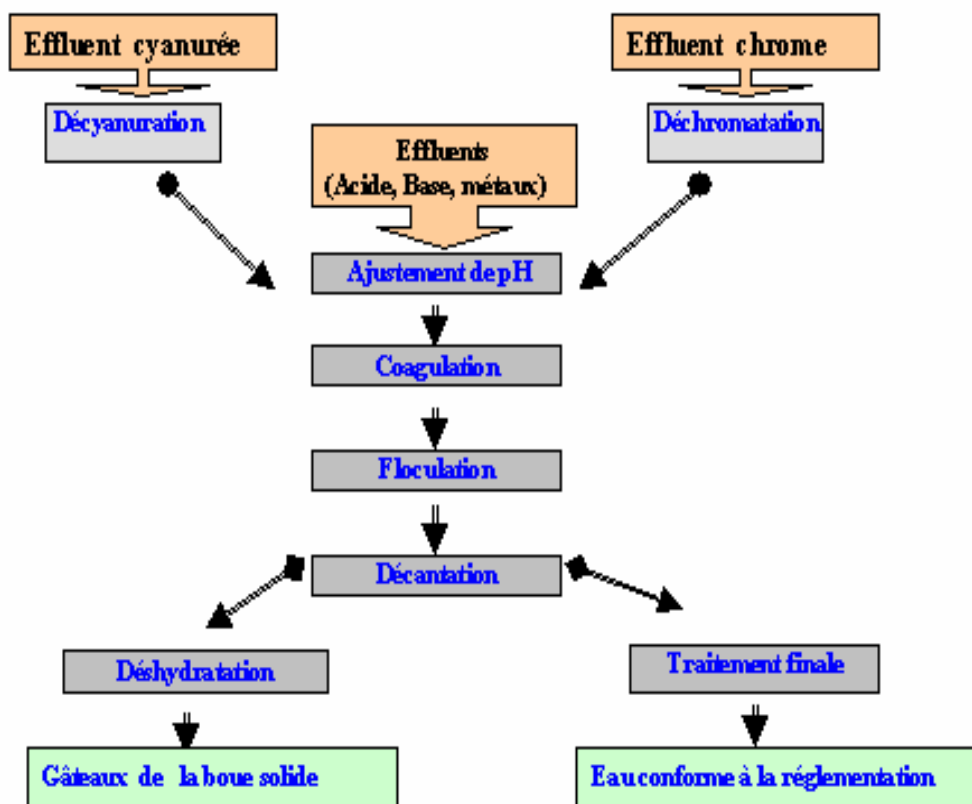 Effluent cyanurée
Effluent chrome
Décyanuration
Déchromatation
Effluents
(Acide, Base, métaux)
Ajustement de pH
Coagulation
Floculation
Décantation
Déshydratation
Traitement finale
Gâteaux de la boue solide
Eau conforme à la réglementation